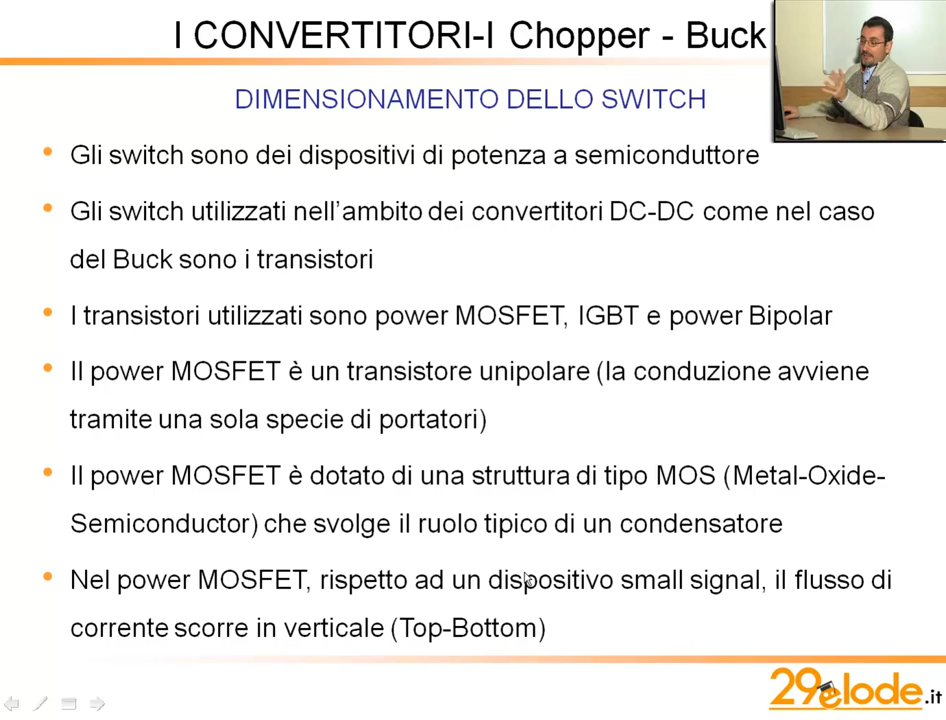 I CONVERTITORI-I Chopper - Buck
DIMENSIONAMENTO DELLO SWITCH
• Gli switch sono dei dispositivi di potenza a semiconduttore
• Gli switch utilizzati nell'ambito dei convertitori DC-DC come nel caso
del Buck sono i transistori
• I transistori utilizzati sono power MOSFET, IGBT e power Bipolar
• Il power MOSFET è un transistore unipolare (la conduzione avviene
tramite una sola specie di portatori)
• Il power MOSFET è dotato di una struttura di tipo MOS (Metal-Oxide-
Semiconductor) che svolge il ruolo tipico di un condensatore
• Nel power MOSFET, rispetto ad un dispositivo small signal, il flusso di
corrente scorre in verticale (Top-Bottom)
29elode.it